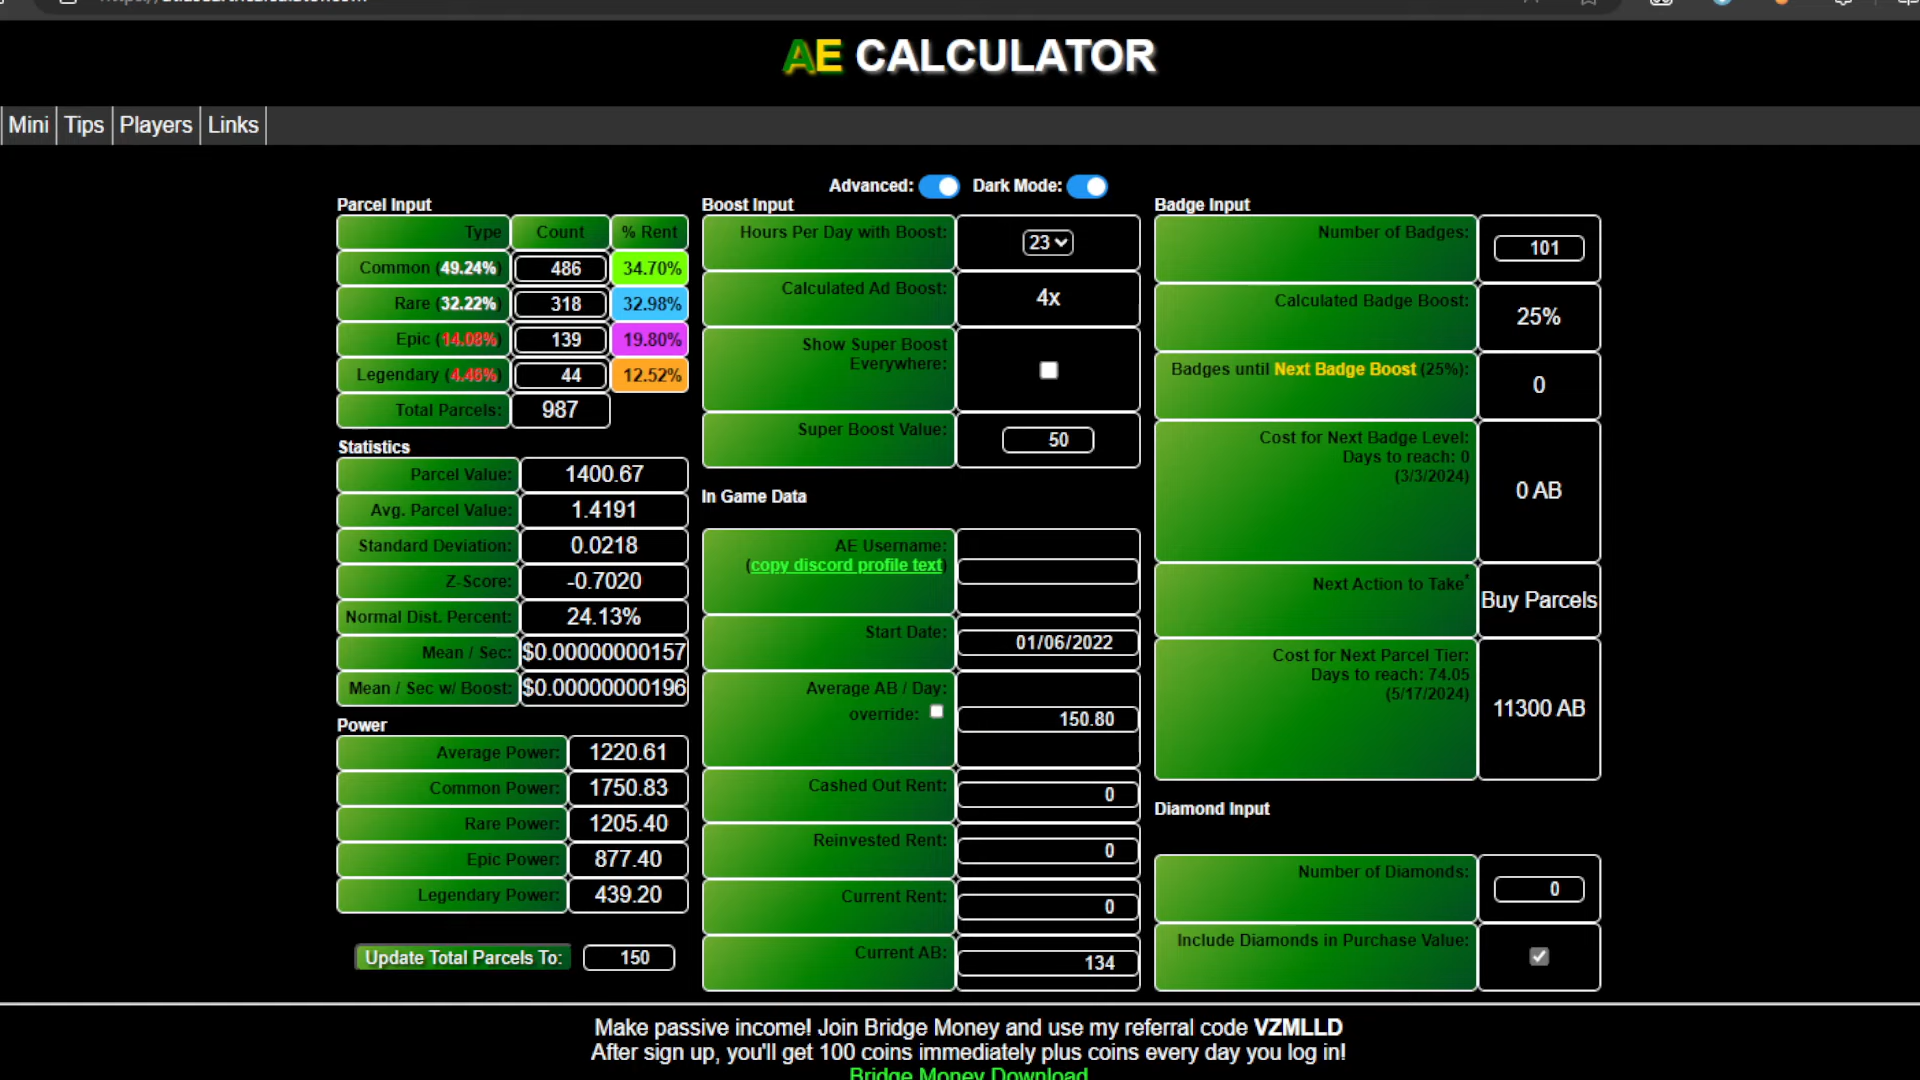 AE CALCULATOR
Mini
Tips
Players
Links
Advanced:
Dark Mode:
Parcel Input
Type Count % Rent
Common (49.24%) 486 34.70%
Rare (32.22%) 318 32.98%
Epic (14.08%) 139 19.80%
Legendary (4.46%) 44 12.52%
Total Parcels: 987
Statistics
Parcel Value: 1400.67
Avg. Parcel Value: 1.4191
Standard Deviation: 0.0218
Z-Score: -0.7020
Normal Dist. Percent: 24.13%
Mean / Sec: $0.00000000157
Mean / Sec w/ Boost: $0.00000000196
Power
Average Power: 1220.61
Common Power: 1750.83
Rare Power: 1205.40
Epic Power: 877.40
Legendary Power: 439.20
Update Total Parcels To: 150
Boost Input
Hours Per Day with Boost: 23
Calculated Ad Boost: 4x
Show Super Boost
Everywhere:
Super Boost Value: 50
In Game Data
AE Username:
(copy discord profile text)
Start Date: 01/06/2022
Average AB / Day:
override: 150.80
Cashed Out Rent: 0
Reinvested Rent: 0
Current Rent: 0
Current AB: 134
Badge Input
Number of Badges: 101
Calculated Badge Boost: 25%
Badges until Next Badge Boost (25%): 0
Cost for Next Badge Level:
Days to reach: 0
(3/3/2024)
0 AB
Next Action to Take*
Buy Parcels
Cost for Next Parcel Tier:
Days to reach: 74.05
(5/17/2024)
11300 AB
Diamond Input
Number of Diamonds: 0
Include Diamonds in Purchase Value:
Make passive income! Join Bridge Money and use my referral code VZMLLD
After sign up, you'll get 100 coins immediately plus coins every day you log in!
Bridge Money Download